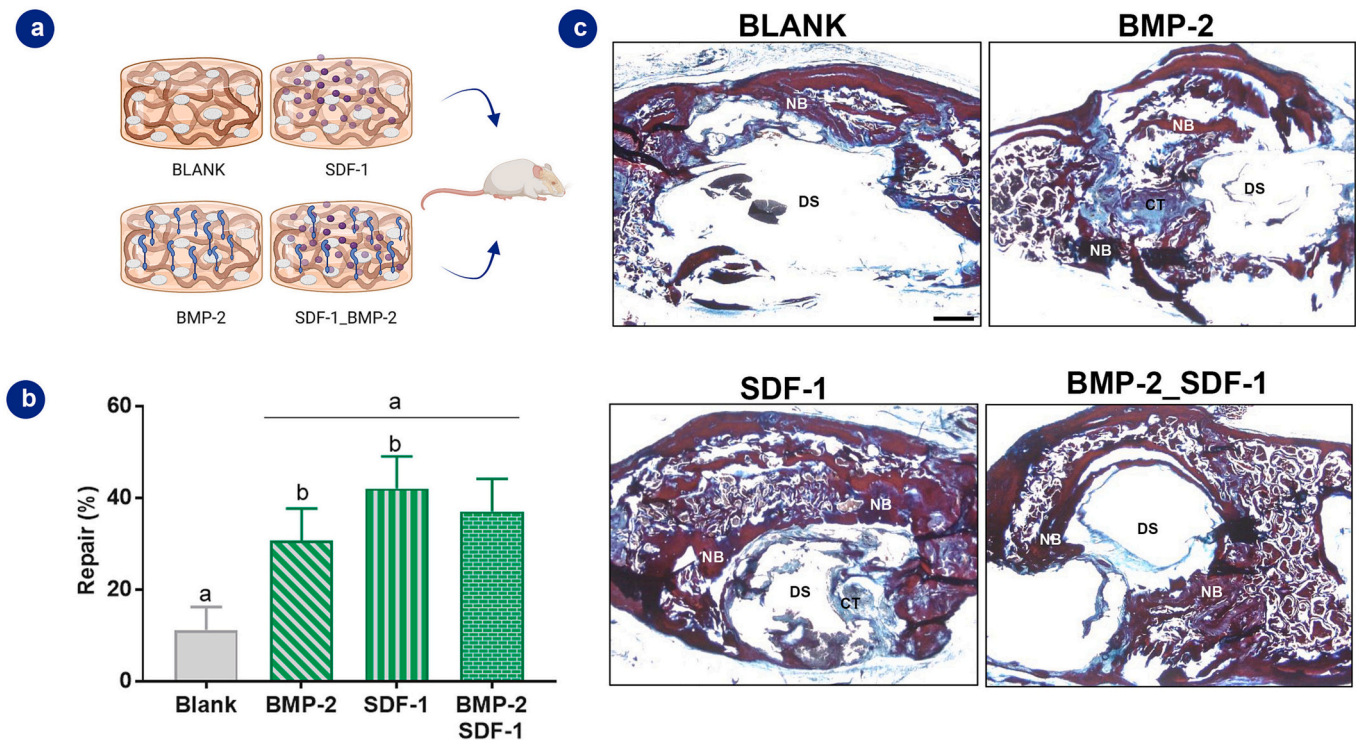 a
BLANK
SDF-1
BMP-2
SDF-1_BMP-2
b
60
40
20
0
Repair (%)
a
a
b
b
Blank
BMP-2
SDF-1
BMP-2
SDF-1
c
BLANK
NB
DS
BMP-2
NB
DS
CT
NB
SDF-1
NB
NB
DS
CT
BMP-2_SDF-1
DS
NB
NB